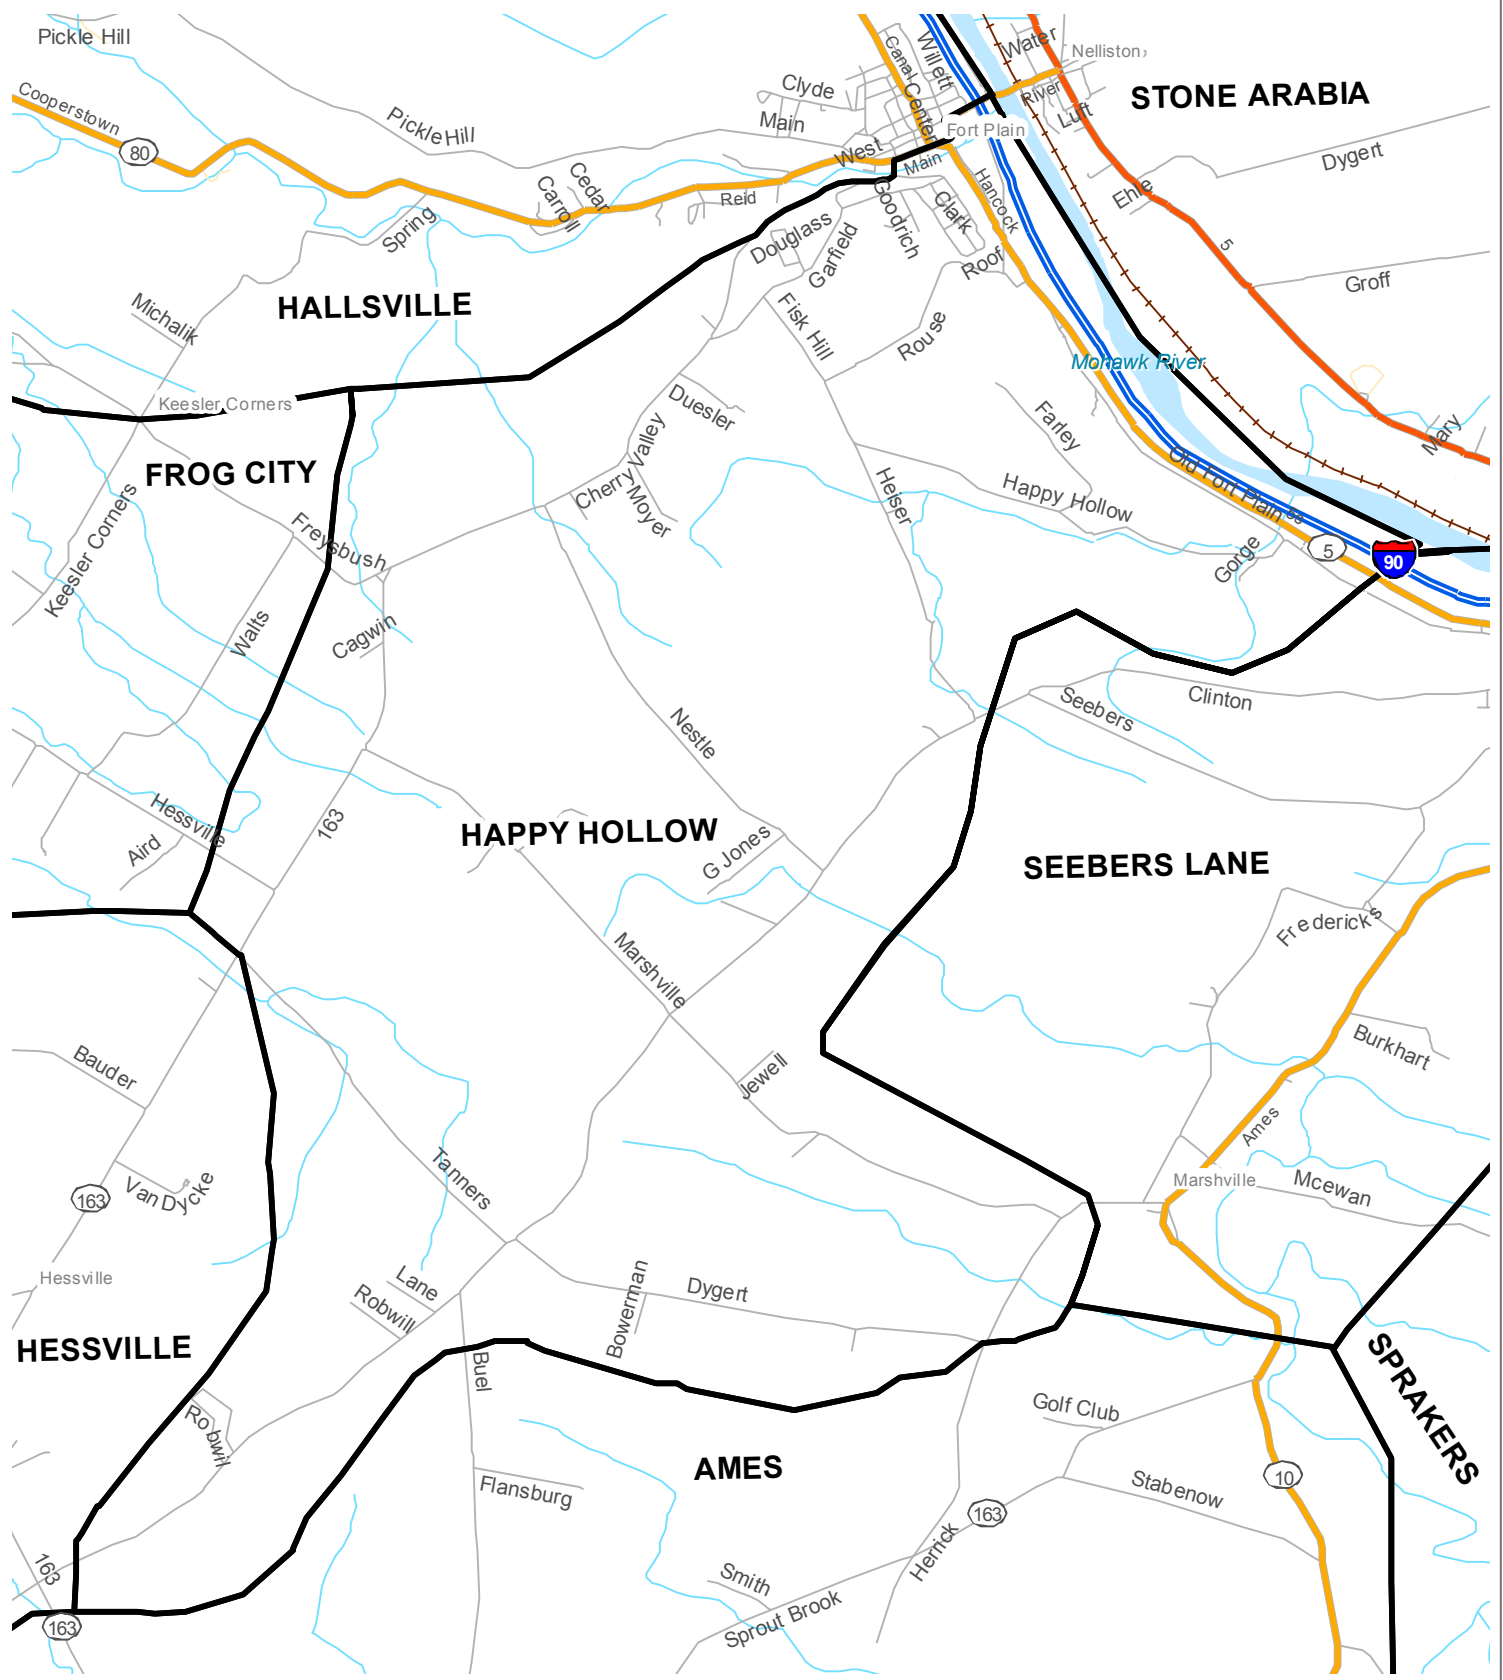 Pickle Hill
Cooperstown
80
Pickle Hill
Clyde
Main
Canal
Willett
Center
Water
Nelliston
River
Luft
STONE ARABIA
Dygert
Fort Plain
West
Main
Reid
Cedar
Carroll
Spring
Hancock
Goodrich
Clark
Roof
Douglass
Garfield
Ehle
5
Groff
HALLSVILLE
Michalik
Fisk Hill
Rouse
Mohawk River
Keesler Corners
Duesler
Farley
Mary
FROG CITY
Cherry Valley
Moyer
Heiser
Happy Hollow
Old Fort Plain
5S
Keesler Corners
Freysbush
Gorge
5
90
Walts
Cagwin
Nestle
Seebers
Clinton
Hessville
Aird
163
HAPPY HOLLOW
G Jones
SEEBERS LANE
Fredericks
Marshville
Burkhart
Bauder
Jewell
Ames
Van Dycke
163
Tanners
Marshville
Mcewan
Hessville
Lane
Robwill
Bowerman
Dygert
HESSVILLE
Buel
SPRAKERS
Golf Club
Robwill
AMES
Flansburg
10
Stabenow
163
Herrick
163
Smith
Sprout Brook
163